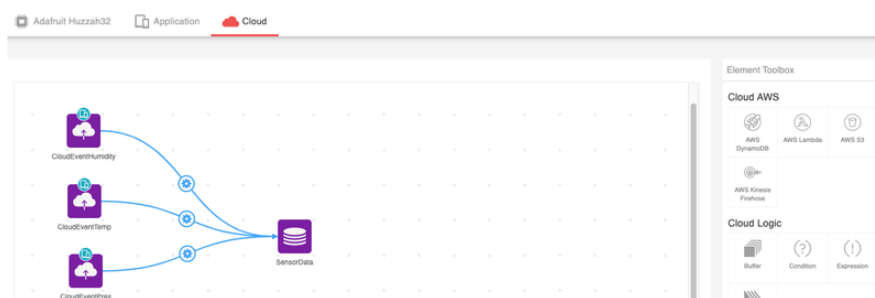 Adafruit Huzzah32
Application
Cloud
CloudEventHumidity
CloudEventTemp
CloudEventPres
SensorData
Element Toolbox
Cloud AWS
AWS
DynamoDB
AWS Lambda
AWS S3
AWS Kinesis
Firehose
Cloud Logic
Buffer
Condition
Expression